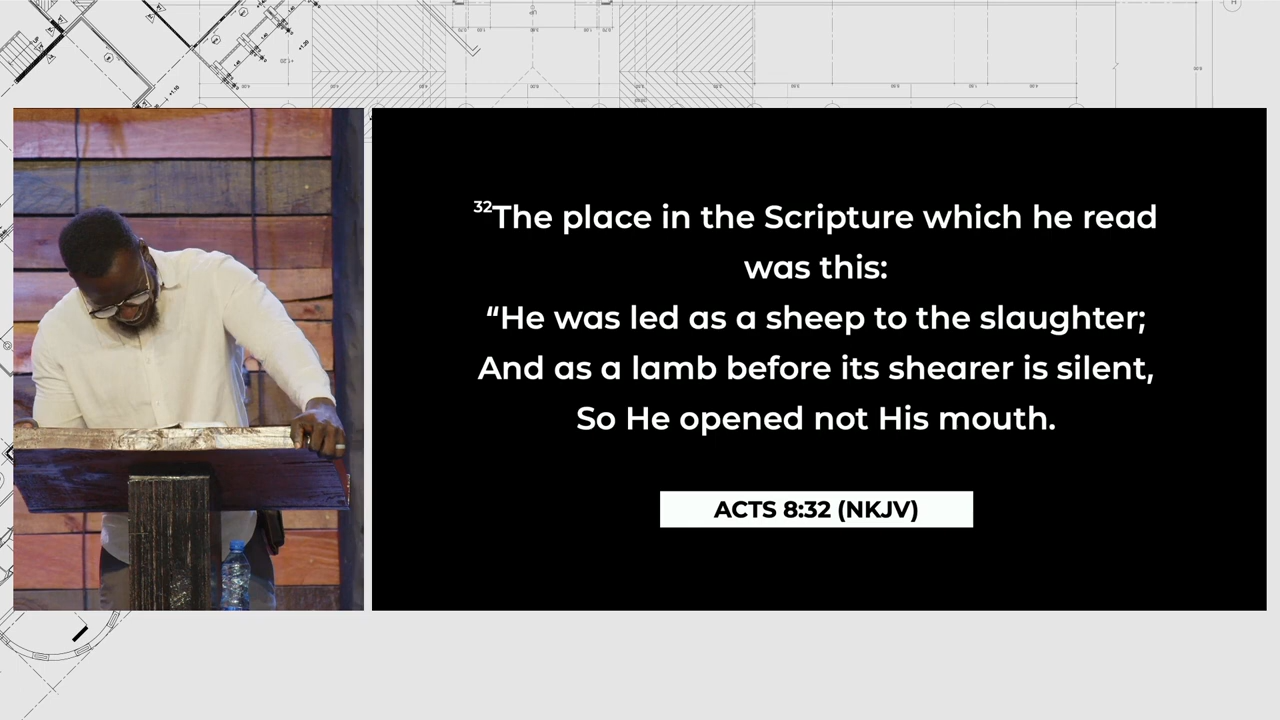 32The place in the Scripture which he read
was this:
“He was led as a sheep to the slaughter;
And as a lamb before its shearer is silent,
So He opened not His mouth.
ACTS 8:32 (NKJV)